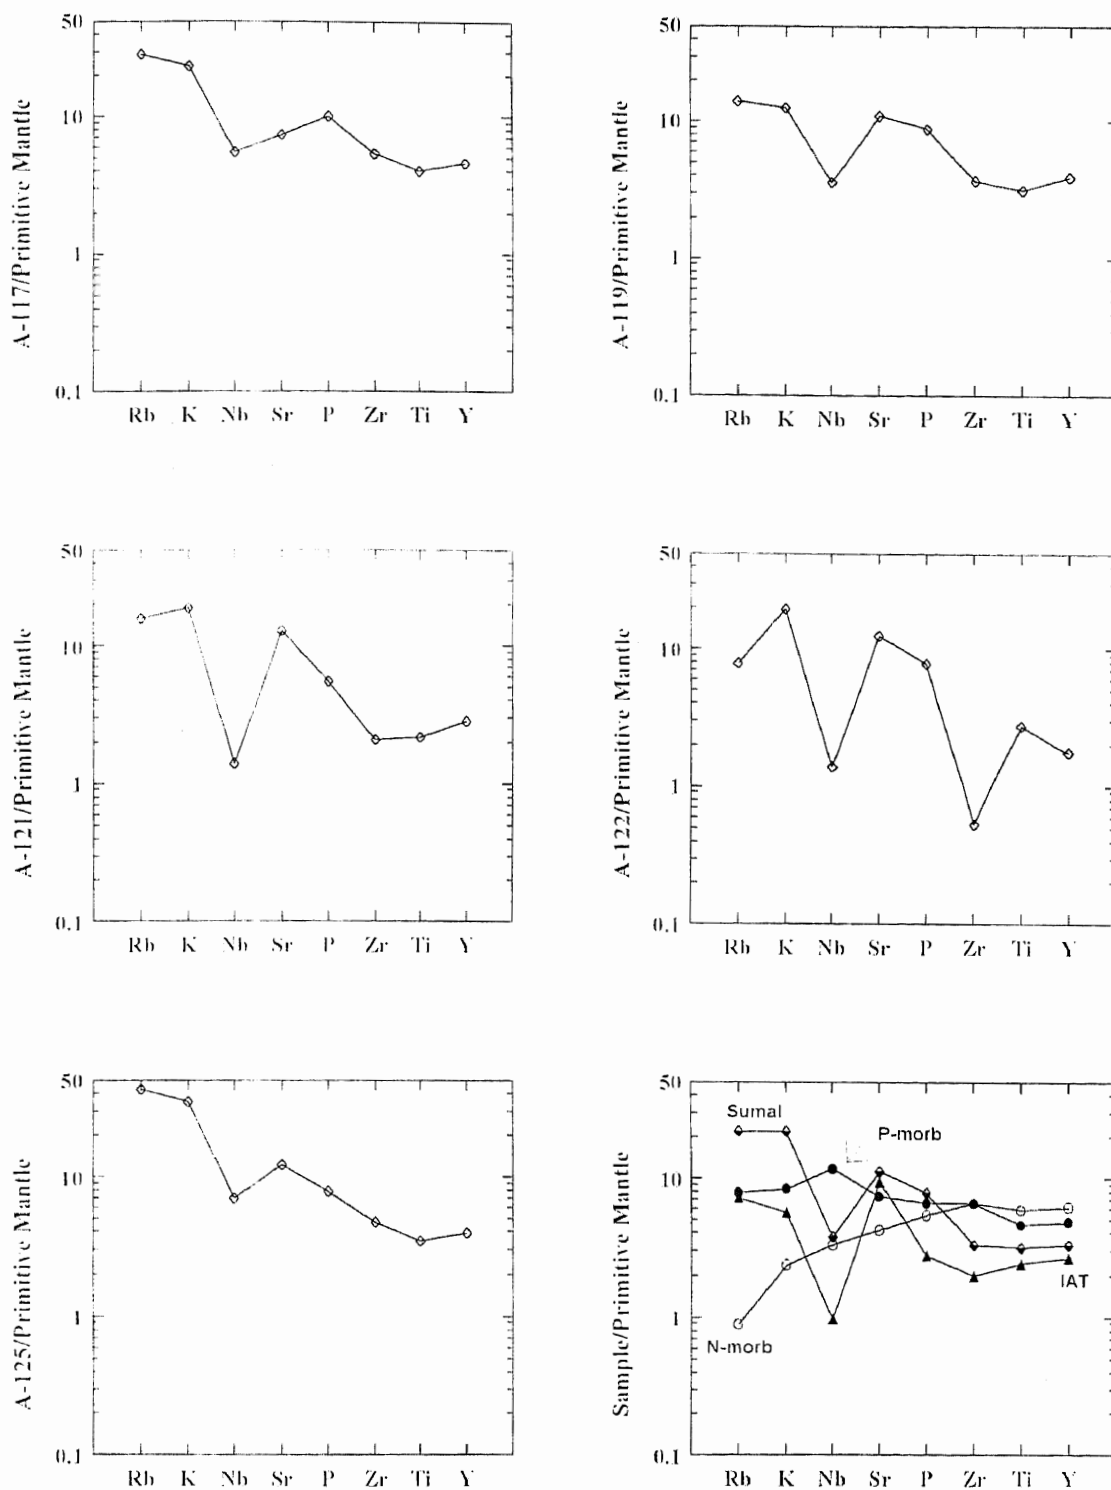 50
10
1
0.1
A-117/Primitive Mantle
Rb K Nb Sr P Zr Ti Y
50
10
1
0.1
A-119/Primitive Mantle
Rb K Nb Sr P Zr Ti Y
50
10
1
0.1
A-121/Primitive Mantle
Rb K Nb Sr P Zr Ti Y
50
10
1
0.1
A-122/Primitive Mantle
Rb K Nb Sr P Zr Ti Y
50
10
1
0.1
A-125/Primitive Mantle
Rb K Nb Sr P Zr Ti Y
50
10
1
0.1
Sample/Primitive Mantle
Sumal
P-morb
IAT
N-morb
Rb K Nb Sr P Zr Ti Y